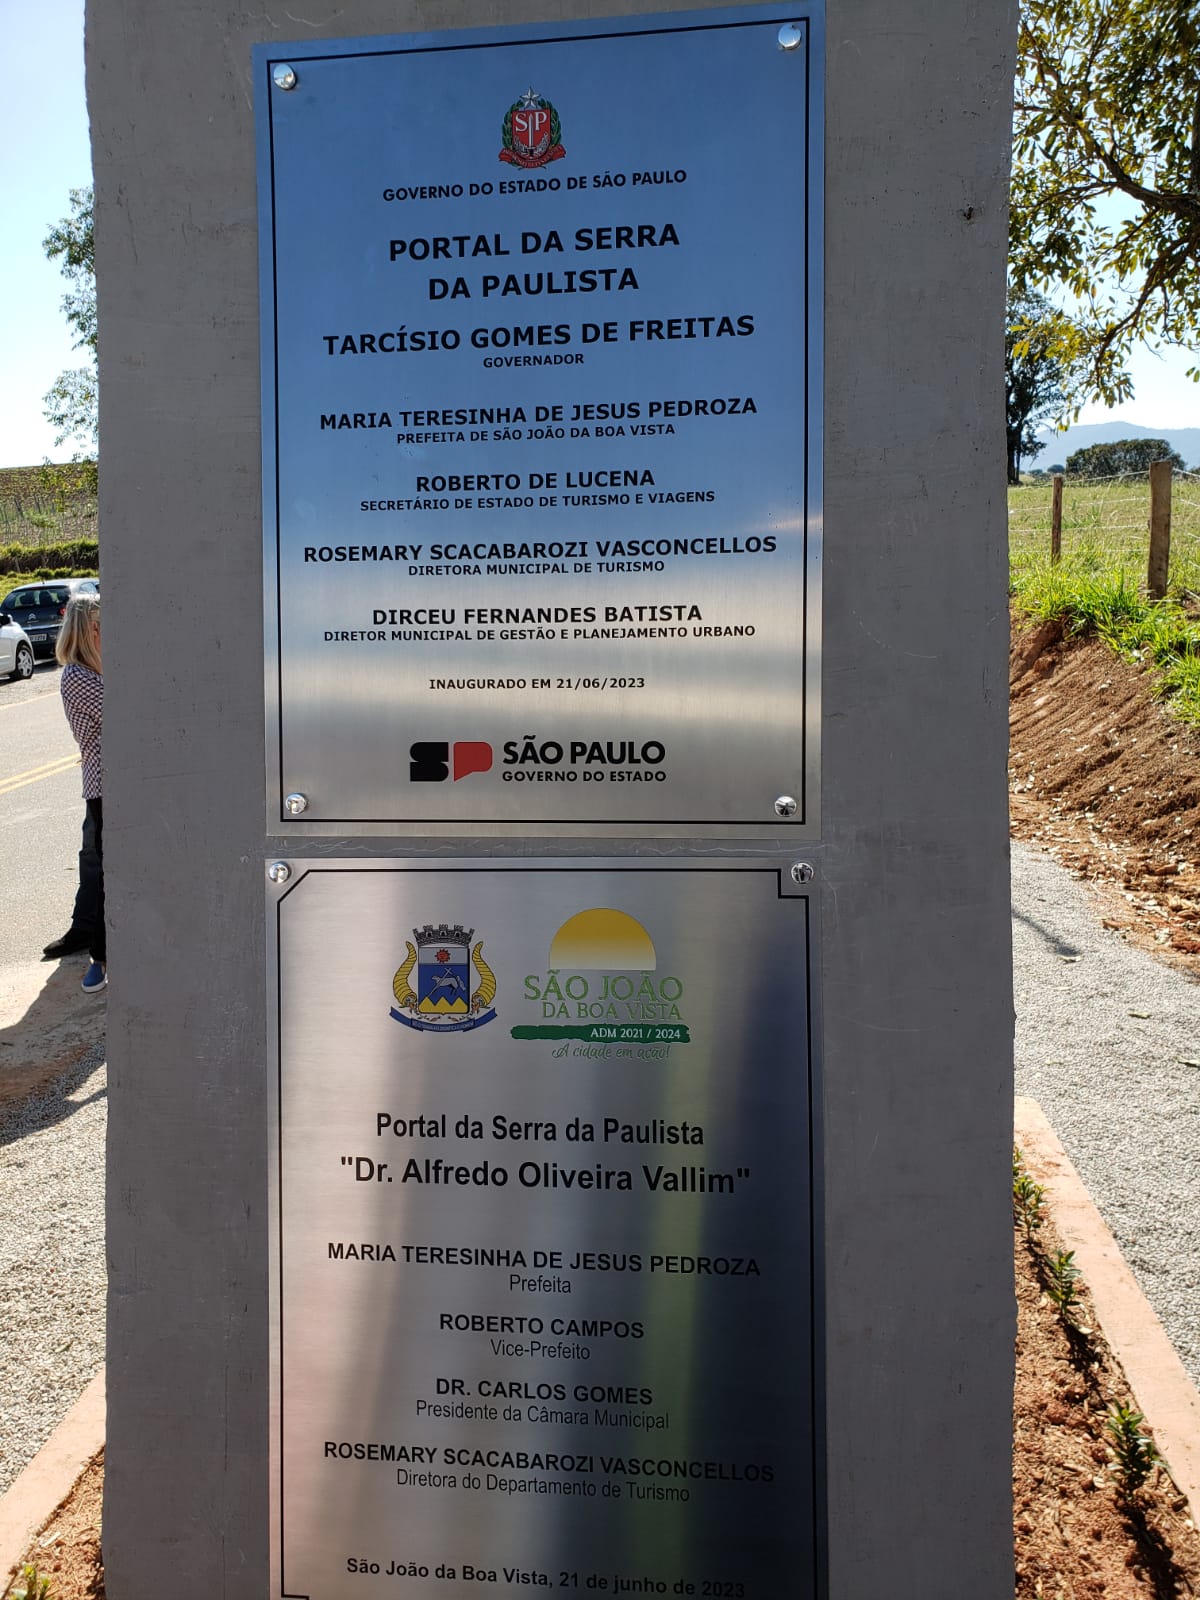 SP
GOVERNO DO ESTADO DE SÃO PAULO
PORTAL DA SERRA
DA PAULISTA
TARCÍSIO GOMES DE FREITAS
GOVERNADOR
MARIA TERESINHA DE JESUS PEDROZA
PREFEITA DE SÃO JOÃO DA BOA VISTA
ROBERTO DE LUCENA
SECRETÁRIO DE ESTADO DE TURISMO E VIAGENS
ROSEMARY SCACABAROZI VASCONCELLOS
DIRETORA MUNICIPAL DE TURISMO
DIRCEU FERNANDES BATISTA
DIRETOR MUNICIPAL DE GESTÃO E PLANEJAMENTO URBANO
INAUGURADO EM 21/06/2023
SP SÃO PAULO
GOVERNO DO ESTADO
SÃO JOÃO
DA BOA VISTA
ADM 2021 / 2024
A cidade em ação!
Portal da Serra da Paulista
"Dr. Alfredo Oliveira Vallim"
MARIA TERESINHA DE JESUS PEDROZA
Prefeita
ROBERTO CAMPOS
Vice-Prefeito
DR. CARLOS GOMES
Presidente da Câmara Municipal
ROSEMARY SCACABAROZI VASCONCELLOS
Diretora do Departamento de Turismo
São João da Boa Vista, 21 de junho de 2023